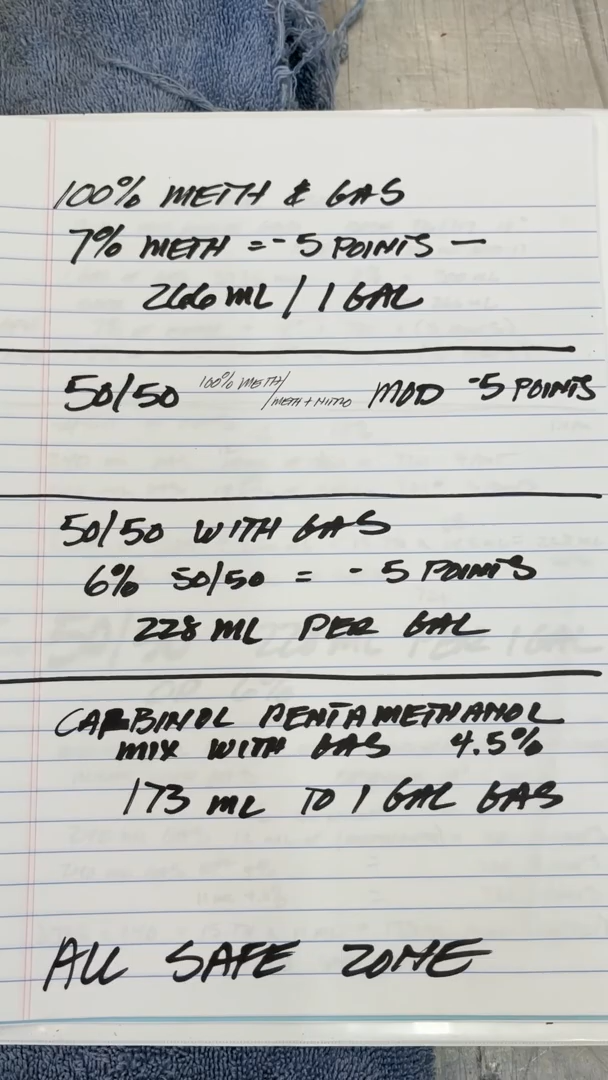 100% METH & GAS
7% METH = - 5 POINTS —
266 ML / 1 GAL
50/50 100% METH/ METH + NITRO MOD -5 POINTS
50/50 WITH GAS
6% 50/50 = - 5 POINTS
228 ML PER GAL
CARBINOL PENTAMETHANOL
MIX WITH GAS 4.5%
173 ML TO 1 GAL GAS
ALL SAFE ZONE